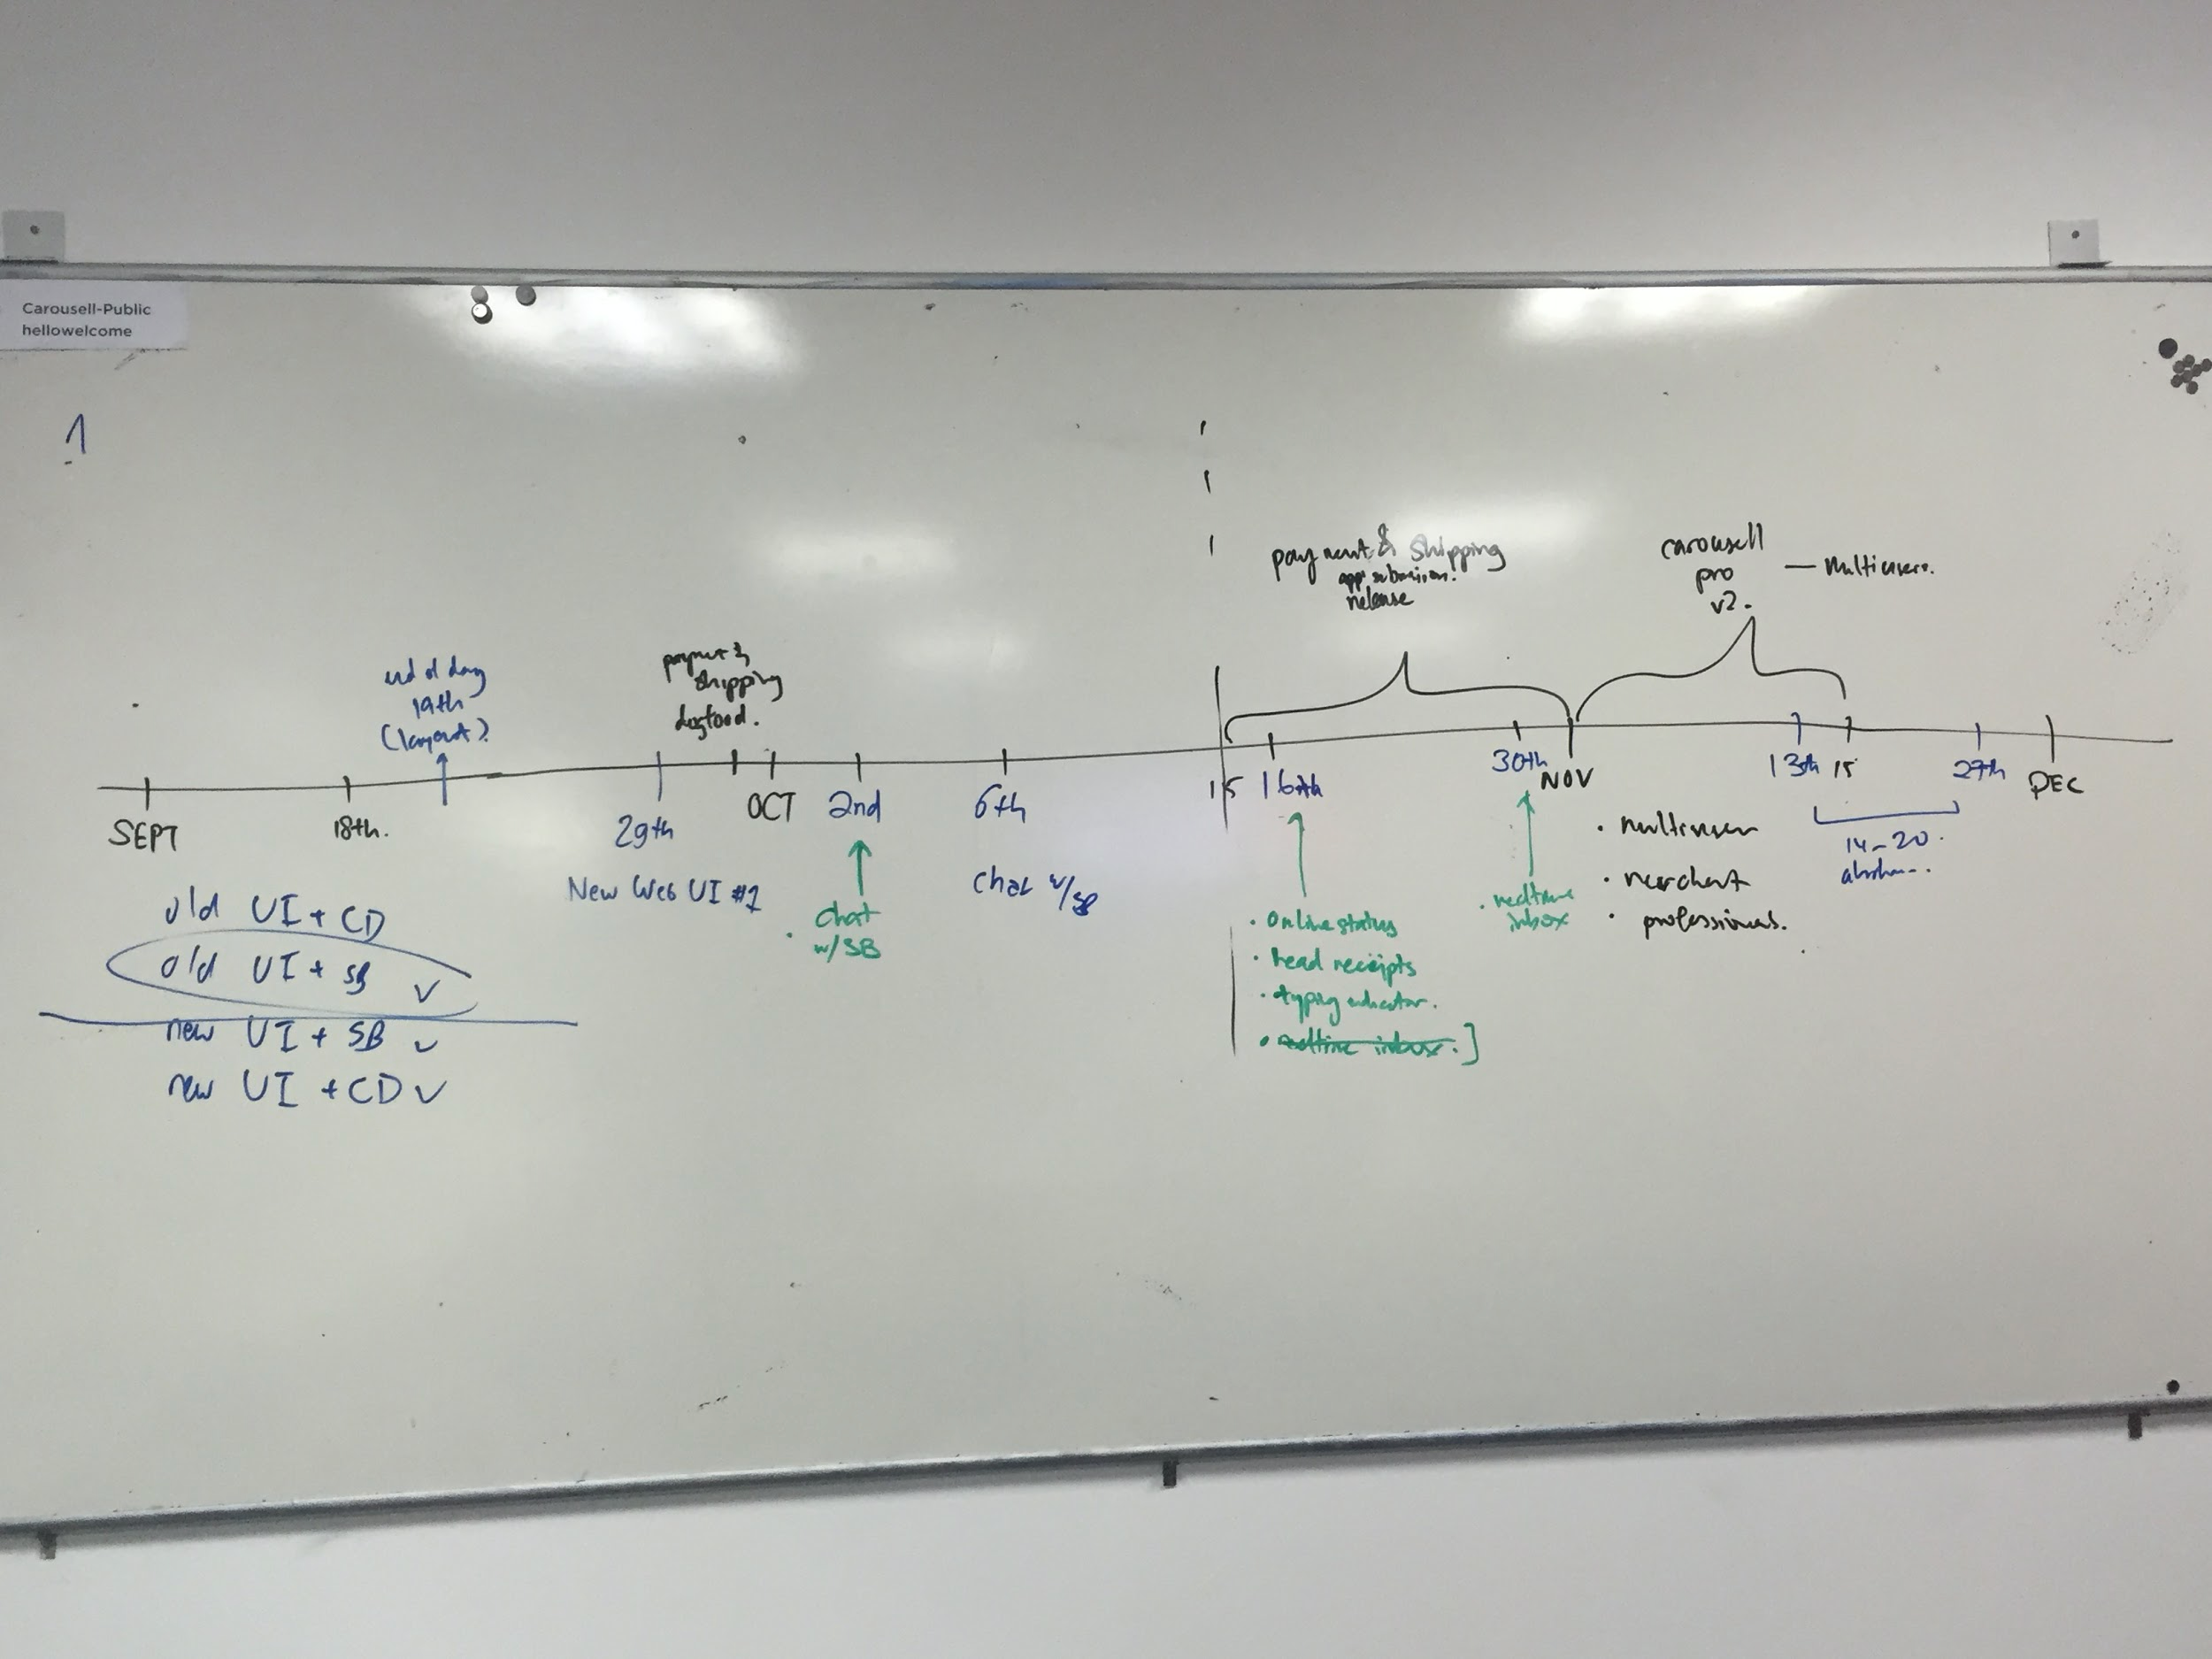 Carousell-Public
hellowelcome
1
payment & shipping
app submission.
release
carousell
pro
v2.
— Multiusers.
end of day
19th
(layout)
payment &
shipping
dogfood.
SEPT
18th.
29th
OCT
2nd
6th
15
16th
30th
NOV
13th
15
27th
DEC
New Web UI #1
chat
w/SB
chat w/SB
• Online status
• Read receipts
• typing indicator.
• realtime inbox.]
• realtime
inbox
• multiuser
• merchant
• professionals.
14-20
old UI + CD
old UI + SB ✓
new UI + SB ✓
new UI + CD ✓